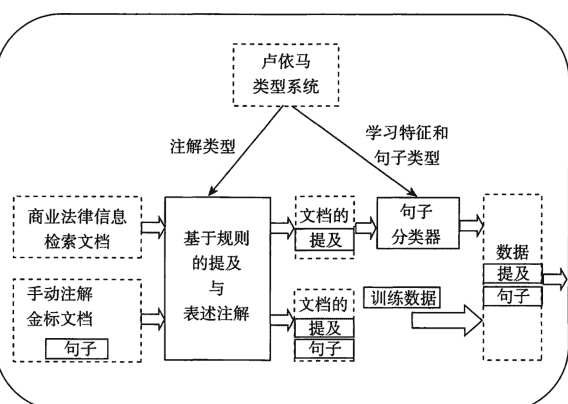 卢依马
类型系统
注解类型
学习特征和
句子类型
商业法律信息
检索文档
基于规则
的提及
与
表述注解
文档的
提及
句子
分类器
数据
提及
句子
手动注解
金标文档
句子
文档的
提及
句子
训练数据